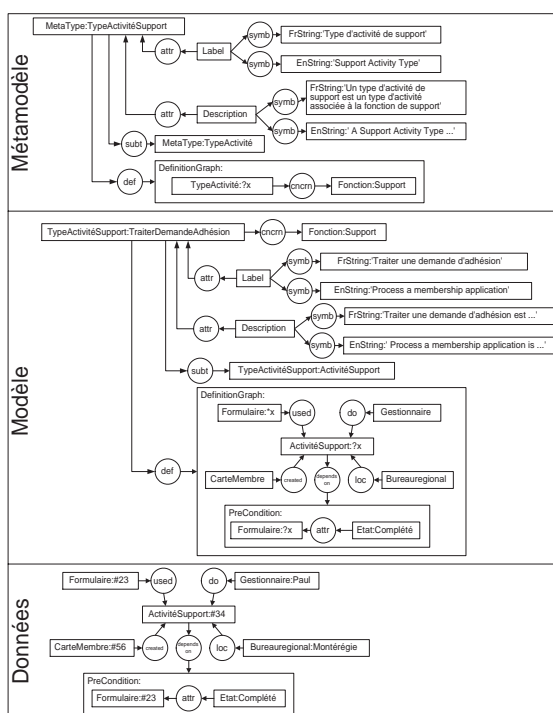 Métamodèle
MetaType:TypeActivitéSupport
attr
Label
symb
FrString:'Type d'activité de support'
symb
EnString:'Support Activity Type'
attr
Description
symb
FrString:'Un type d'activité de
support est un type d'activité
associée à la fonction de support'
symb
EnString:' A Support Activity Type ...'
subt
MetaType:TypeActivité
def
DefinitionGraph:
TypeActivité:?x
cncrn
Fonction:Support
Modèle
TypeActivitéSupport:TraiterDemandeAdhésion
cncrn
Fonction:Support
attr
Label
symb
FrString:'Traiter une demande d'adhésion'
symb
EnString:'Process a membership application'
attr
Description
symb
FrString:'Traiter une demande d'adhésion est ...'
symb
EnString:' Process a membership application is ...'
subt
TypeActivitéSupport:ActivitéSupport
def
DefinitionGraph:
Formulaire:*x
used
do
Gestionnaire
ActivitéSupport:?x
CarteMembre
created
depends
on
loc
Bureauregional
PreCondition:
Formulaire:?x
attr
Etat:Complété
Données
Formulaire:#23
used
do
Gestionnaire:Paul
ActivitéSupport:#34
CarteMembre:#56
created
depends
on
loc
Bureauregional:Montérégie
PreCondition:
Formulaire:#23
attr
Etat:Complété